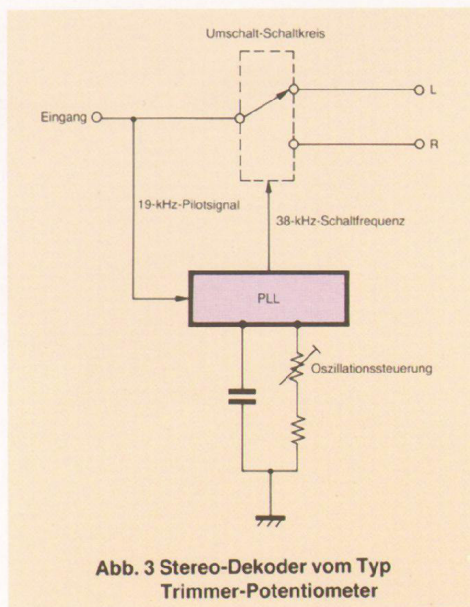 Umschalt-Schaltkreis
Eingang
L
R
19-kHz-Pilotsignal
38-kHz-Schaltfrequenz
PLL
Oszillationssteuerung
Abb. 3 Stereo-Dekoder vom Typ
Trimmer-Potentiometer